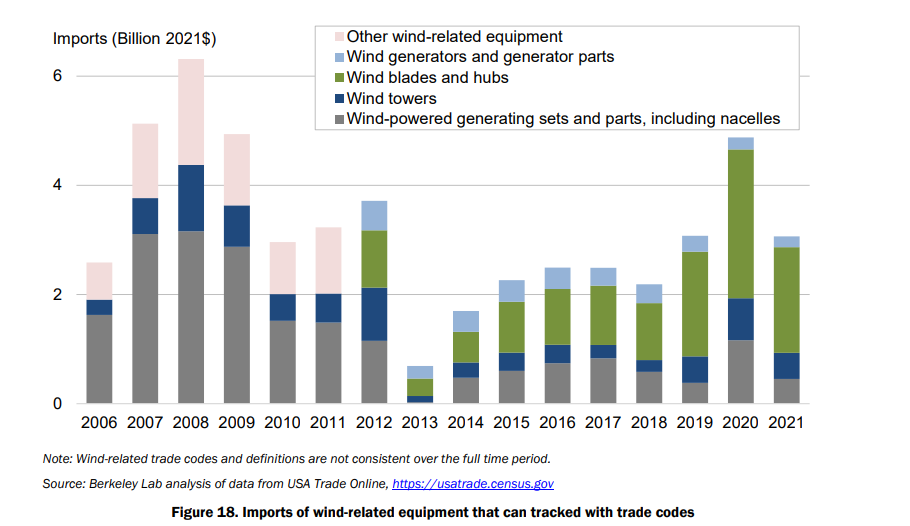 Imports (Billion 2021$)
Other wind-related equipment
Wind generators and generator parts
Wind blades and hubs
Wind towers
Wind-powered generating sets and parts, including nacelles
6
4
2
0
2006 2007 2008 2009 2010 2011 2012 2013 2014 2015 2016 2017 2018 2019 2020 2021
Note: Wind-related trade codes and definitions are not consistent over the full time period.
Source: Berkeley Lab analysis of data from USA Trade Online, https://usatrade.census.gov
Figure 18. Imports of wind-related equipment that can tracked with trade codes